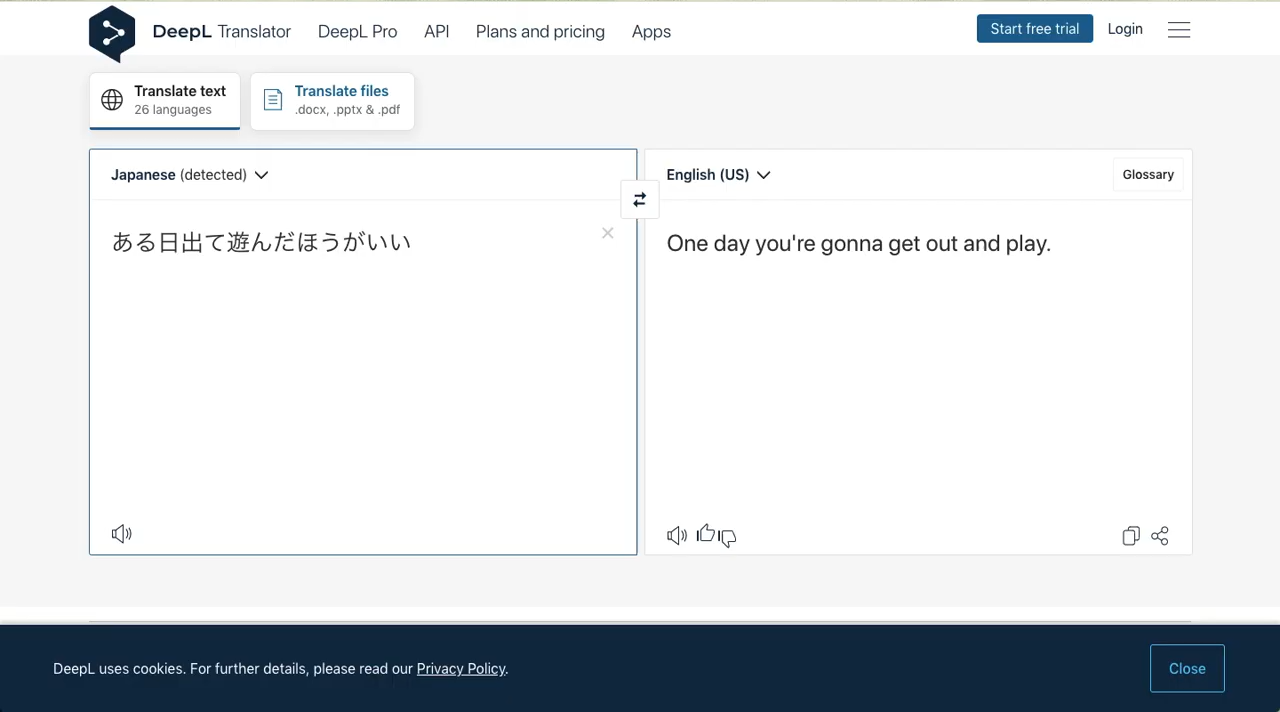 DeepL Translator DeepL Pro API Plans and pricing Apps Start free trial Login
Translate text
26 languages
Translate files
.docx, .pptx & .pdf
Japanese (detected)
English (US)
Glossary
ある日出て遊んだほうがいい
One day you're gonna get out and play.
DeepL uses cookies. For further details, please read our Privacy Policy.
Close